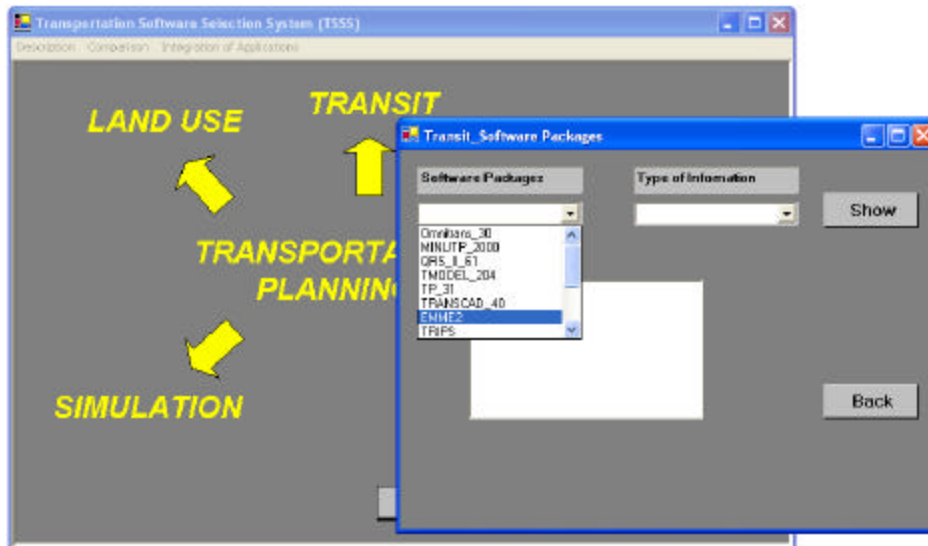 Transportation Software Selection System (TSSS)
Description Comparison Integration of Applications
LAND USE
TRANSIT
TRANSPORTA
PLANNING
SIMULATION
Transit_Software Packages
Software Packages
Type of Infomation
Show
Omnitrans_30
MINUTP_2000
QRS_II_61
TMODEL_204
TP_31
TRANSCAD_40
EMME2
TRIPS
Back